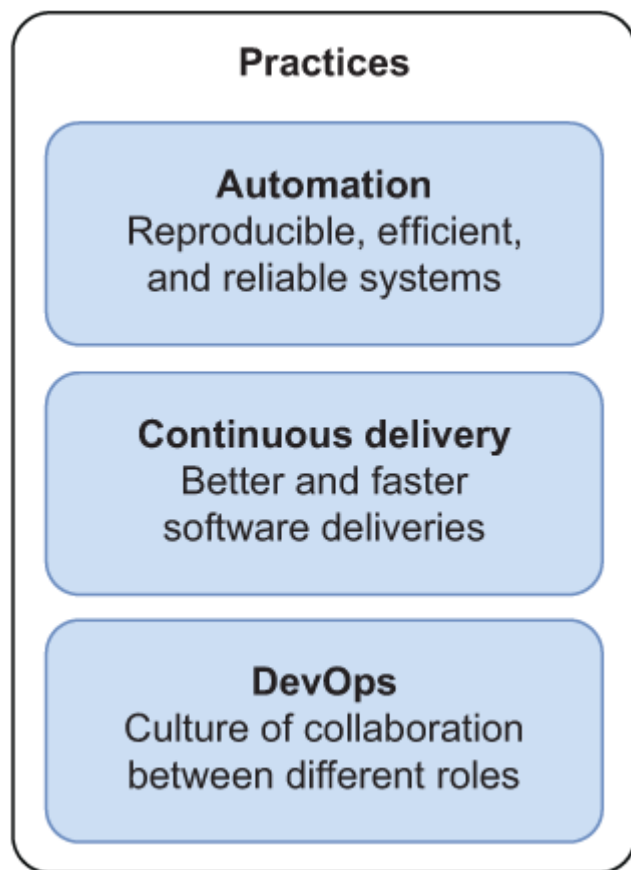 Practices
Automation
Reproducible, efficient,
and reliable systems
Continuous delivery
Better and faster
software deliveries
DevOps
Culture of collaboration
between different roles